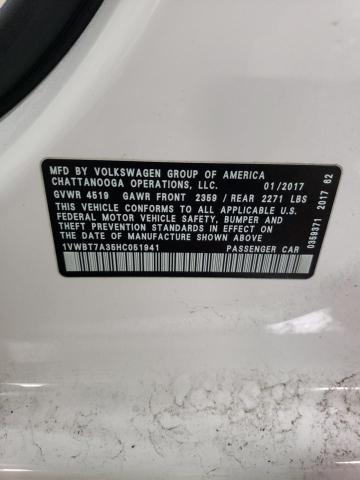 MFD BY VOLKSWAGEN GROUP OF AMERICA
CHATTANOOGA OPERATIONS, LLC. 01/2017
GVWR 4519 GAWR FRONT 2359 / REAR 2271 LBS
THIS VEHICLE CONFORMS TO ALL APPLICABLE U.S.
FEDERAL MOTOR VEHICLE SAFETY, BUMPER AND
THEFT PREVENTION STANDARDS IN EFFECT ON THE
DATE OF MANUFACTURE SHOWN ABOVE
1VWBT7A35HC051941 PASSENGER CAR
0359371 2017 62